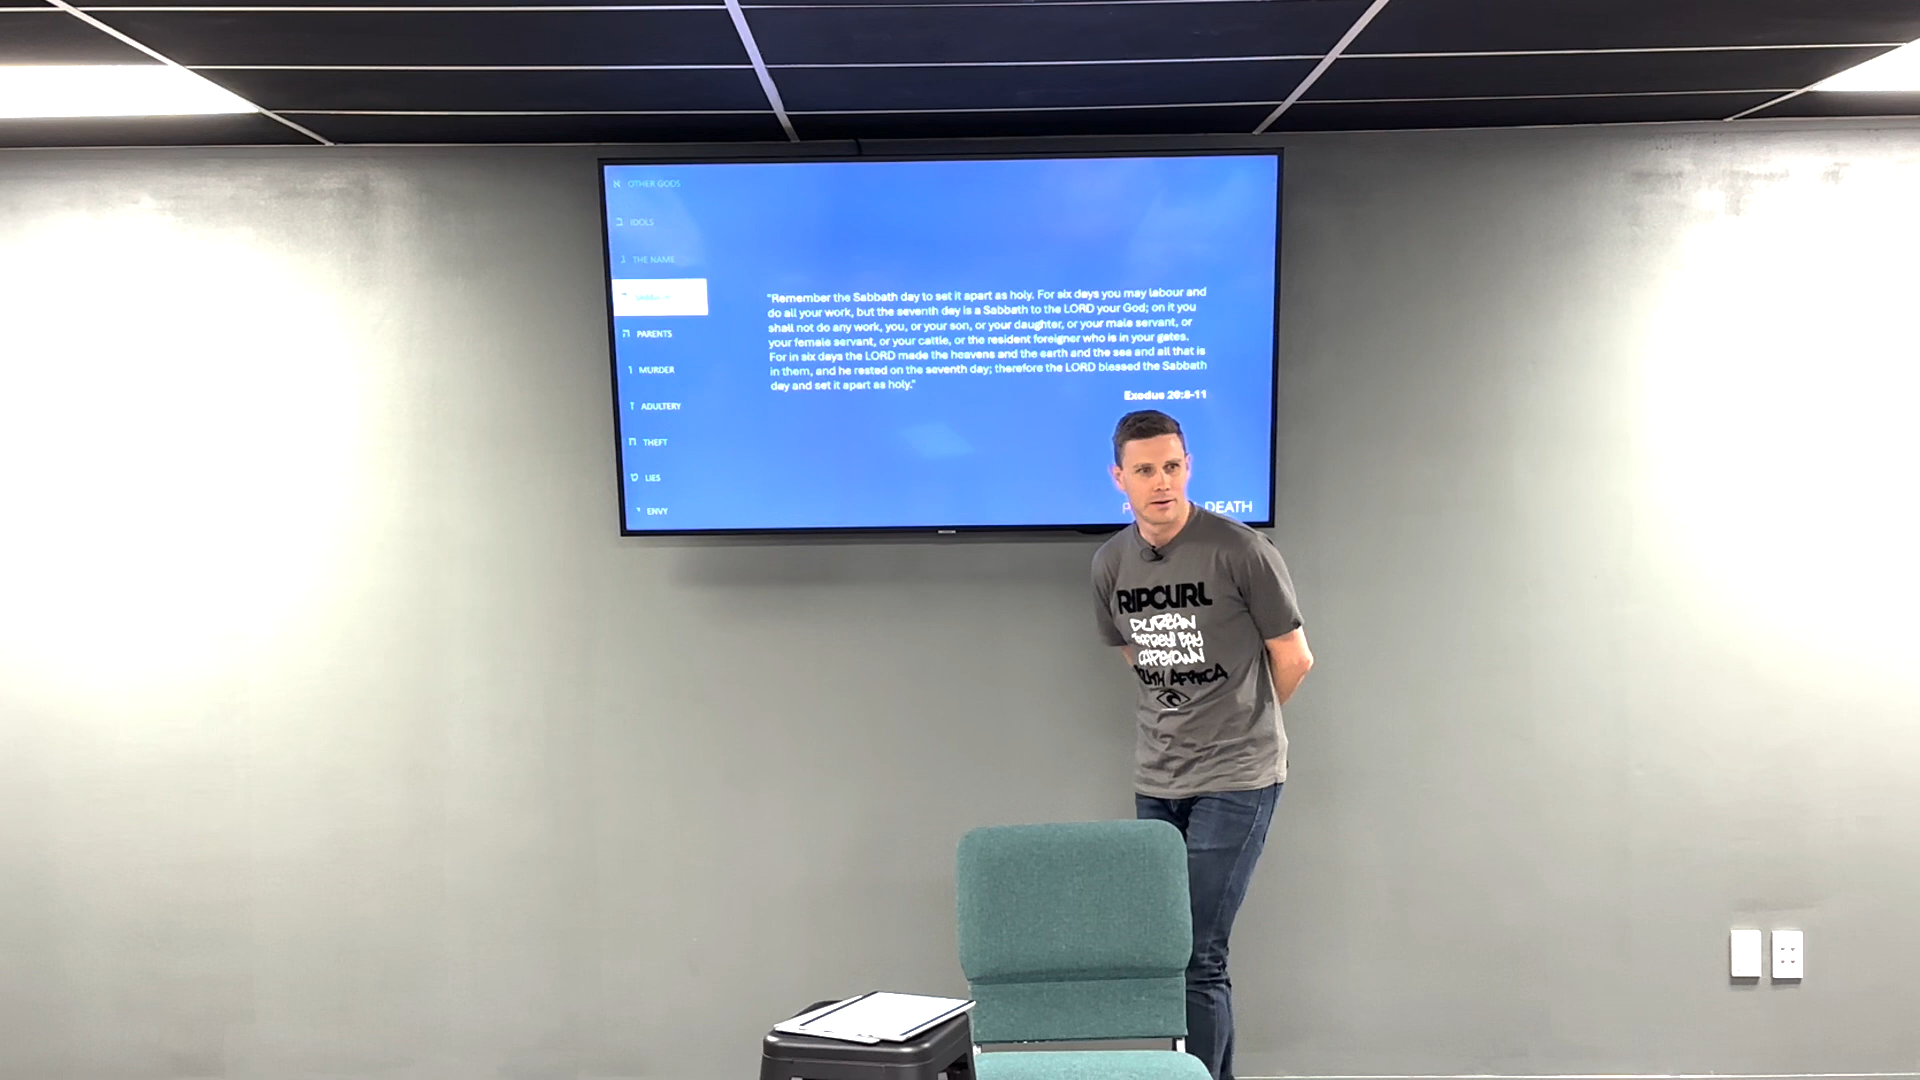 א OTHER GODS
ב IDOLS
ג THE NAME
ד SABBATH
ה PARENTS
ו MURDER
ז ADULTERY
ח THEFT
ט LIES
י ENVY
"Remember the Sabbath day to set it apart as holy. For six days you may labour and
do all your work, but the seventh day is a Sabbath to the LORD your God; on it you
shall not do any work, you, or your son, or your daughter, or your male servant, or
your female servant, or your cattle, or the resident foreigner who is in your gates.
For in six days the LORD made the heavens and the earth and the sea and all that is
in them, and he rested on the seventh day; therefore the LORD blessed the Sabbath
day and set it apart as holy."
Exodus 20:8-11
DEATH
RIPCURL
DURBAN
JEFFREYS BAY
CAPETOWN
SOUTH AFRICA